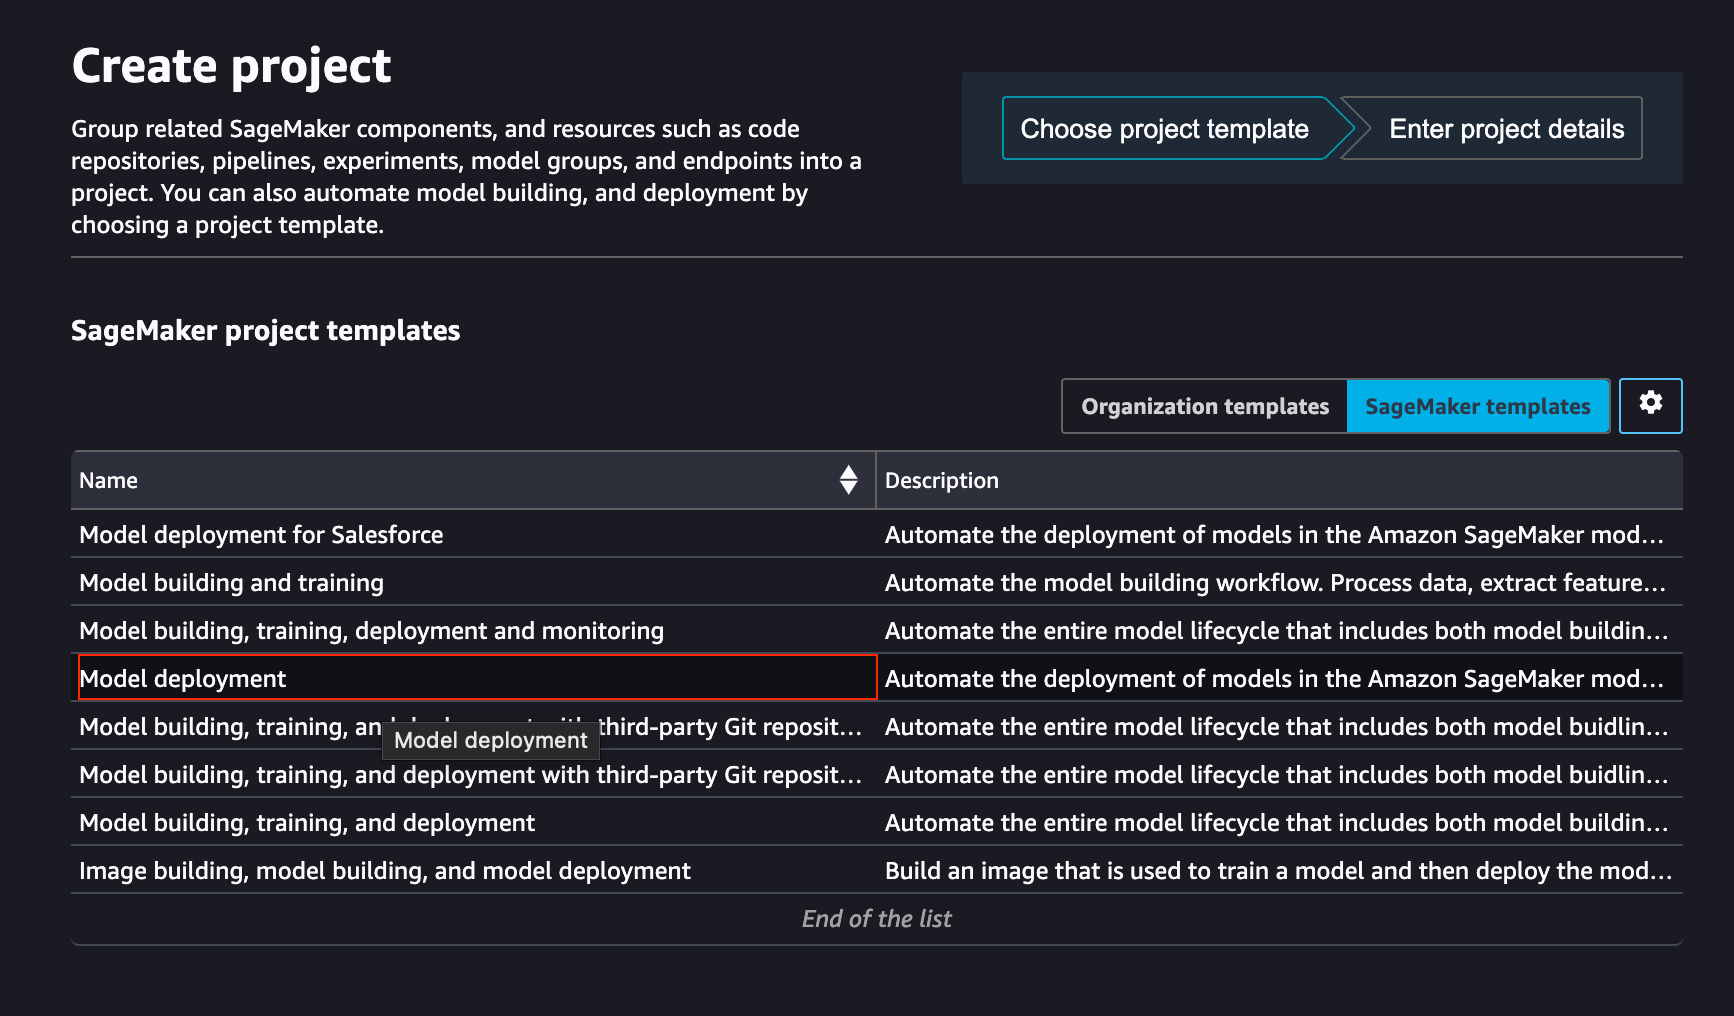 Create project
Group related SageMaker components, and resources such as code
repositories, pipelines, experiments, model groups, and endpoints into a
project. You can also automate model building, and deployment by
choosing a project template.
Choose project template
Enter project details
SageMaker project templates
Organization templates
SageMaker templates
Name
Description
Model deployment for Salesforce
Automate the deployment of models in the Amazon SageMaker mod...
Model building and training
Automate the model building workflow. Process data, extract feature...
Model building, training, deployment and monitoring
Automate the entire model lifecycle that includes both model buildin...
Model deployment
Automate the deployment of models in the Amazon SageMaker mod...
Model building, training, third-party Git reposit...
Automate the entire model lifecycle that includes both model buidlin...
Model deployment
Model building, training, and deployment with third-party Git reposit...
Automate the entire model lifecycle that includes both model buidlin...
Model building, training, and deployment
Automate the entire model lifecycle that includes both model buildin...
Image building, model building, and model deployment
Build an image that is used to train a model and then deploy the mod...
End of the list